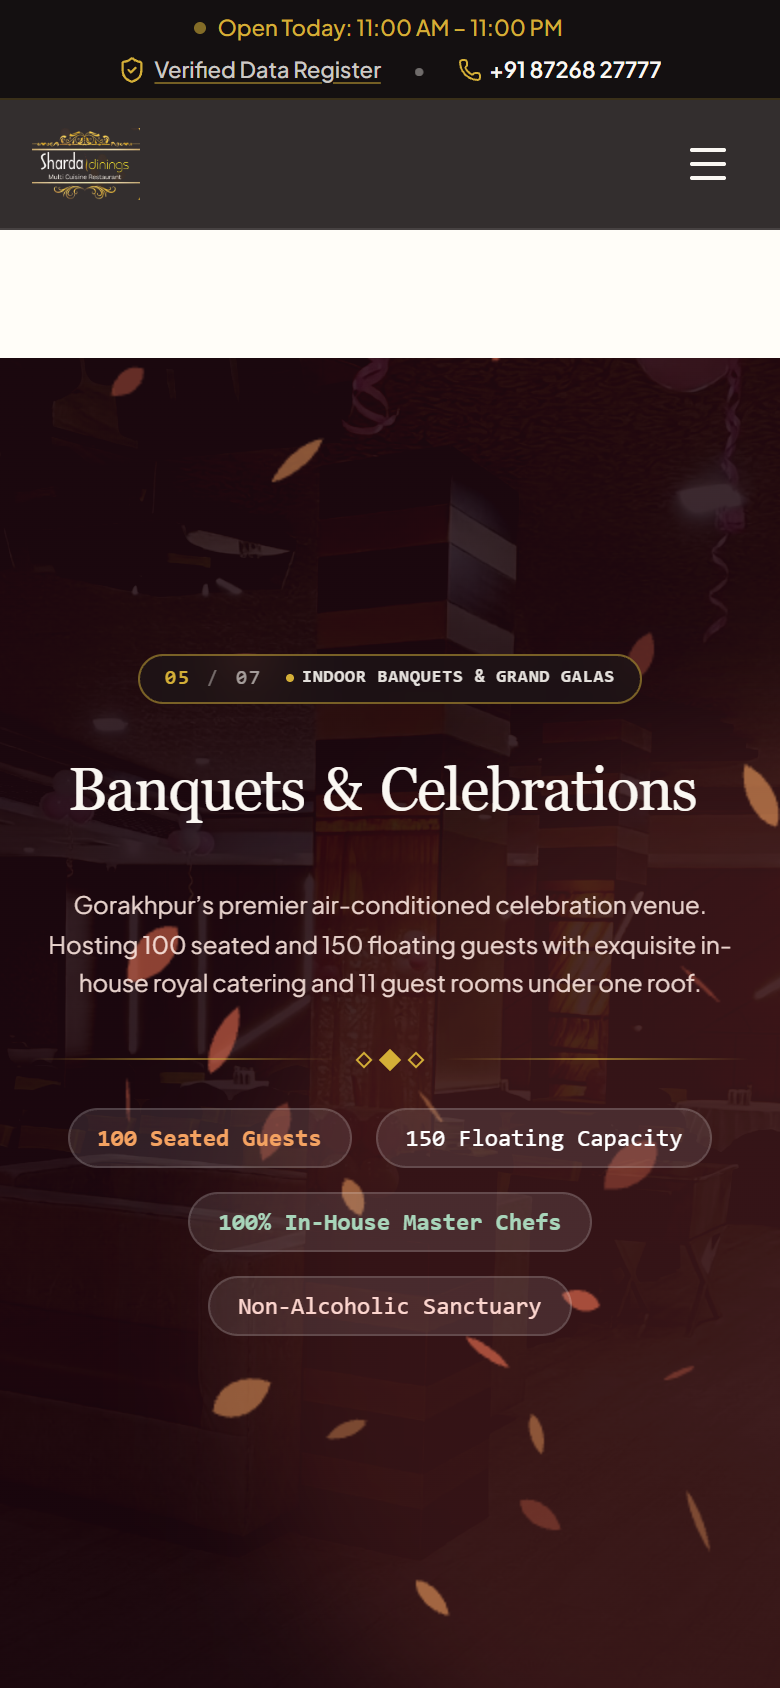 Open Today: 11:00 AM – 11:00 PM
Verified Data Register
+91 87268 27777
Sharda|dinings
Multi Cuisine Restaurant
05 / 07 INDOOR BANQUETS & GRAND GALAS
Banquets & Celebrations
Gorakhpur’s premier air-conditioned celebration venue.
Hosting 100 seated and 150 floating guests with exquisite in-
house royal catering and 11 guest rooms under one roof.
100 Seated Guests
150 Floating Capacity
100% In-House Master Chefs
Non-Alcoholic Sanctuary